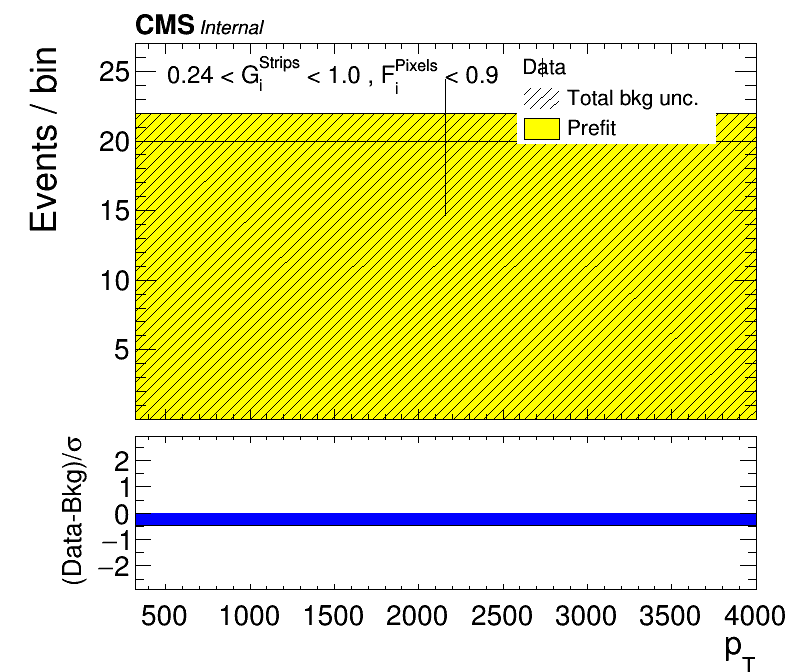 CMS Internal
Events / bin
25
20
15
10
5
0.24 < G_i^Strips < 1.0 , F_i^Pixels < 0.9
Data
Total bkg unc.
Prefit
(Data-Bkg)/σ
2
1
0
−1
−2
500 1000 1500 2000 2500 3000 3500 4000
p_T